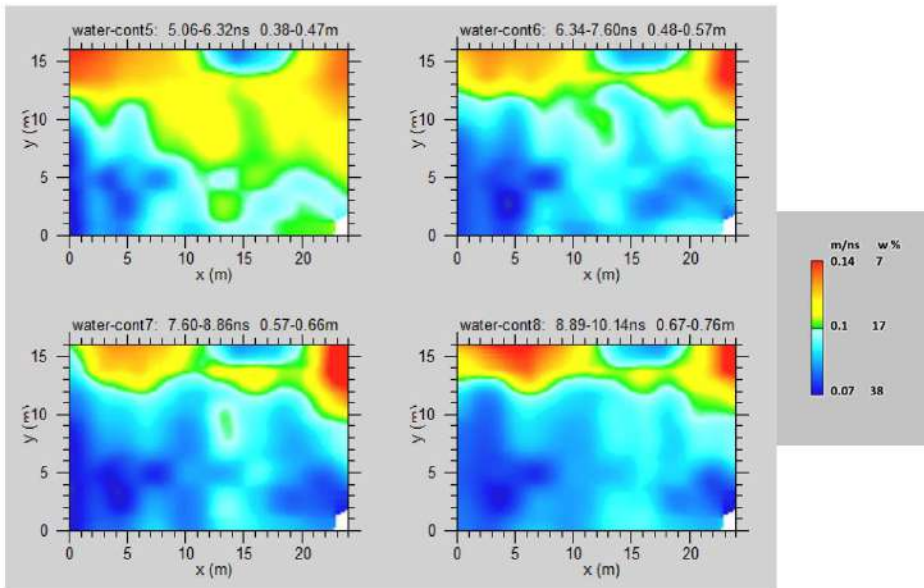 water-cont5: 5.06-6.32ns 0.38-0.47m
15
10
5
0
y (m)
0 5 10 15 20
x (m)
water-cont6: 6.34-7.60ns 0.48-0.57m
15
10
5
0
y (m)
0 5 10 15 20
x (m)
m/ns w %
0.14 7
0.1 17
0.07 38
water-cont7: 7.60-8.86ns 0.57-0.66m
15
10
5
0
y (m)
0 5 10 15 20
x (m)
water-cont8: 8.89-10.14ns 0.67-0.76m
15
10
5
0
y (m)
0 5 10 15 20
x (m)